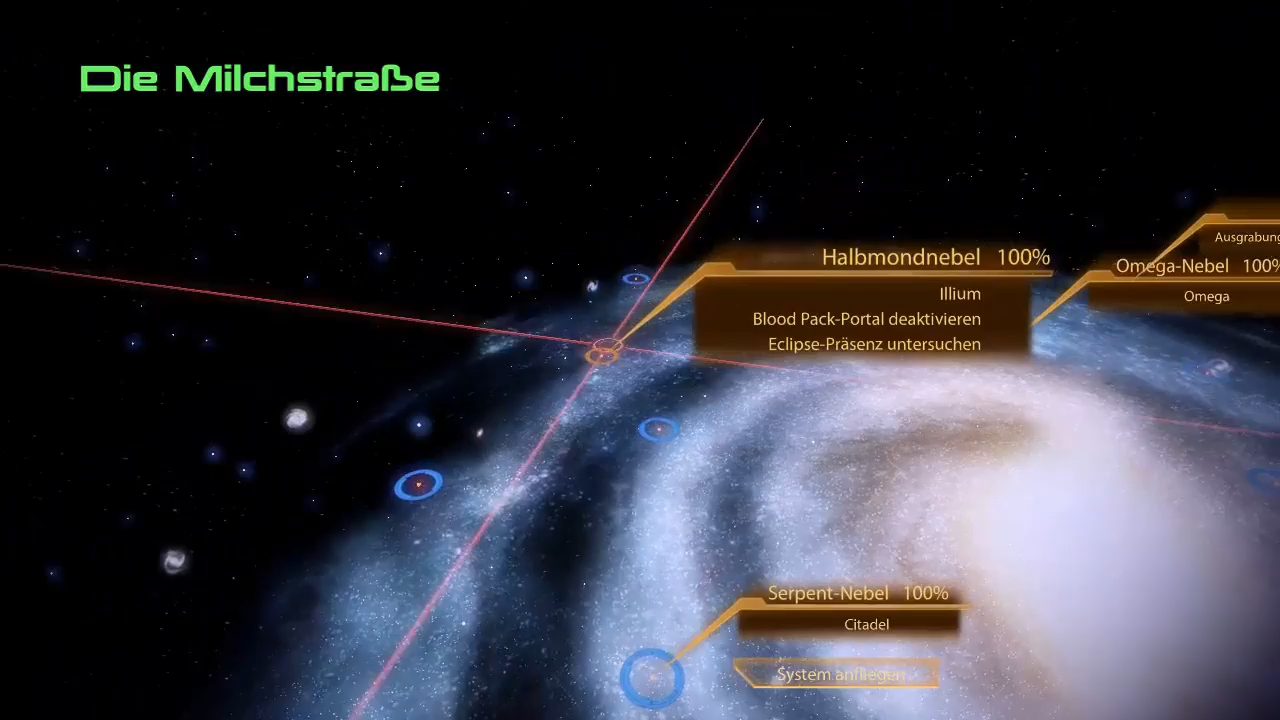 Die Milchstraße
Halbmondnebel 100%
Illium
Blood Pack-Portal deaktivieren
Eclipse-Präsenz untersuchen
Omega-Nebel 100%
Omega
Serpent-Nebel 100%
Citadel
System anfliegen